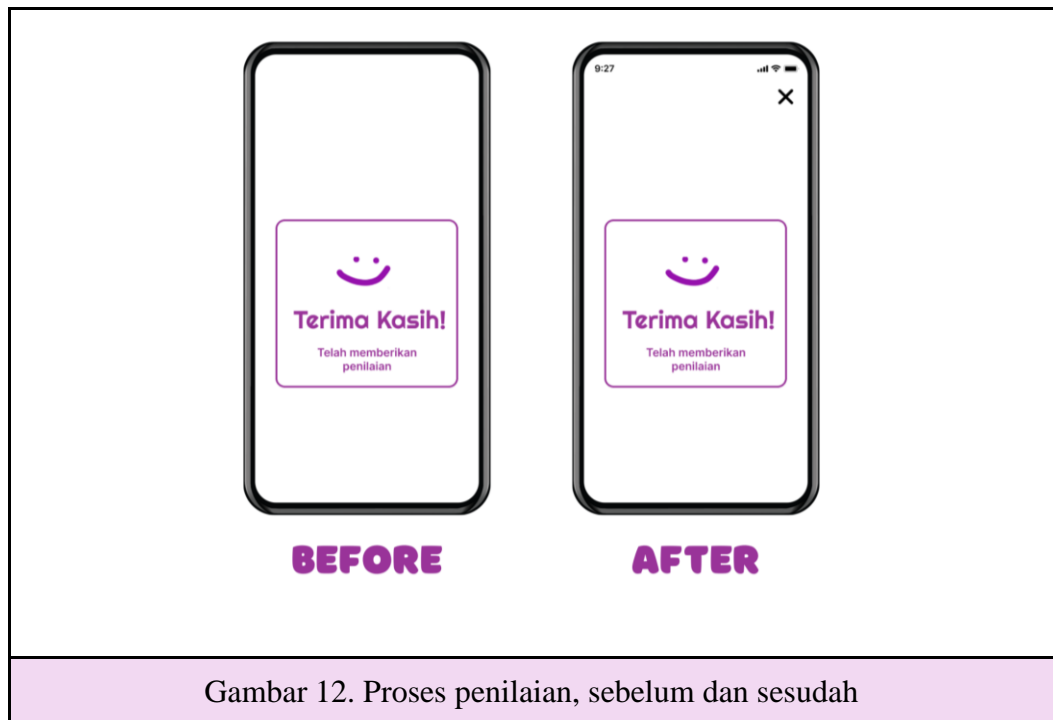 Terima Kasih!
Telah memberikan
penilaian
BEFORE
9:27
Terima Kasih!
Telah memberikan
penilaian
AFTER
Gambar 12. Proses penilaian, sebelum dan sesudah